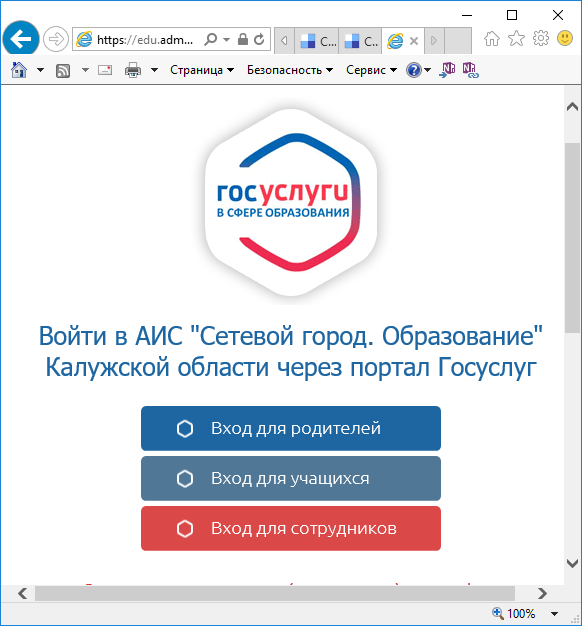 https://edu.adm...
С...
С...
Страница
Безопасность
Сервис
госуслуги
В СФЕРЕ ОБРАЗОВАНИЯ
Войти в АИС "Сетевой город. Образование"
Калужской области через портал Госуслуг
Вход для родителей
Вход для учащихся
Вход для сотрудников
100%